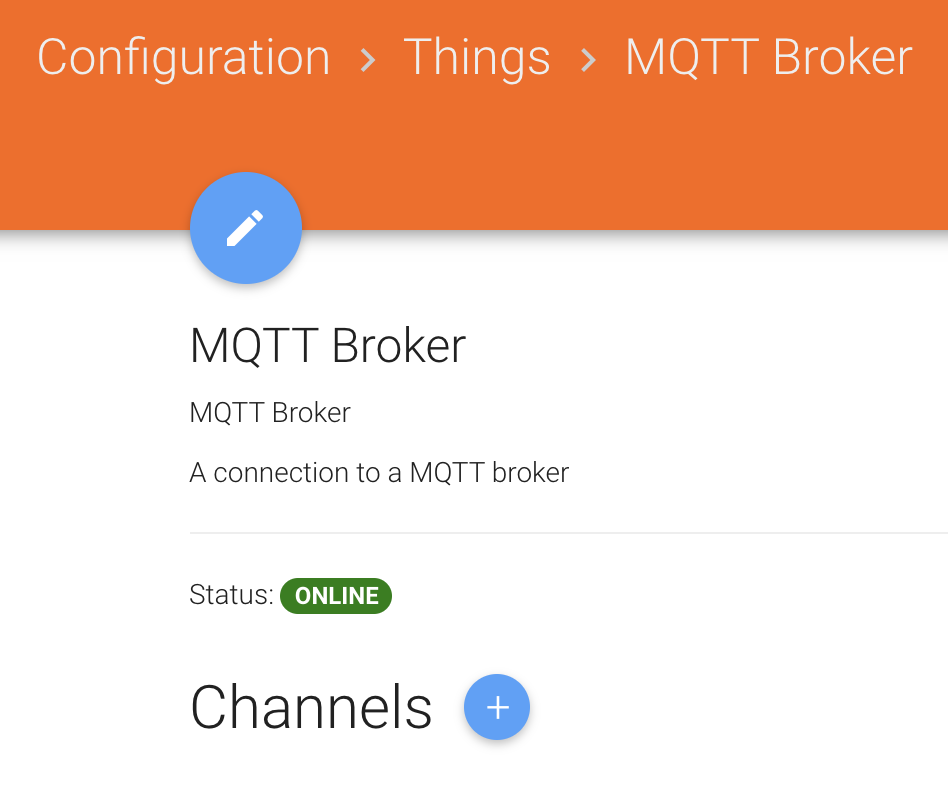 Configuration > Things > MQTT Broker
MQTT Broker
MQTT Broker
A connection to a MQTT broker
Status: ONLINE
Channels +